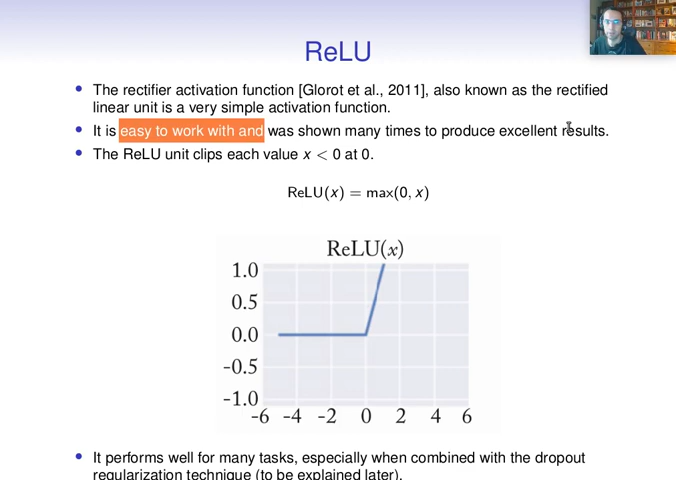 ReLU
• The rectifier activation function [Glorot et al., 2011], also known as the rectified
linear unit is a very simple activation function.
• It is easy to work with and was shown many times to produce excellent results.
• The ReLU unit clips each value x < 0 at 0.
ReLU(x) = max(0, x)
ReLU(x)
1.0
0.5
0.0
-0.5
-1.0
-6 -4 -2 0 2 4 6
• It performs well for many tasks, especially when combined with the dropout
regularization technique (to be explained later).